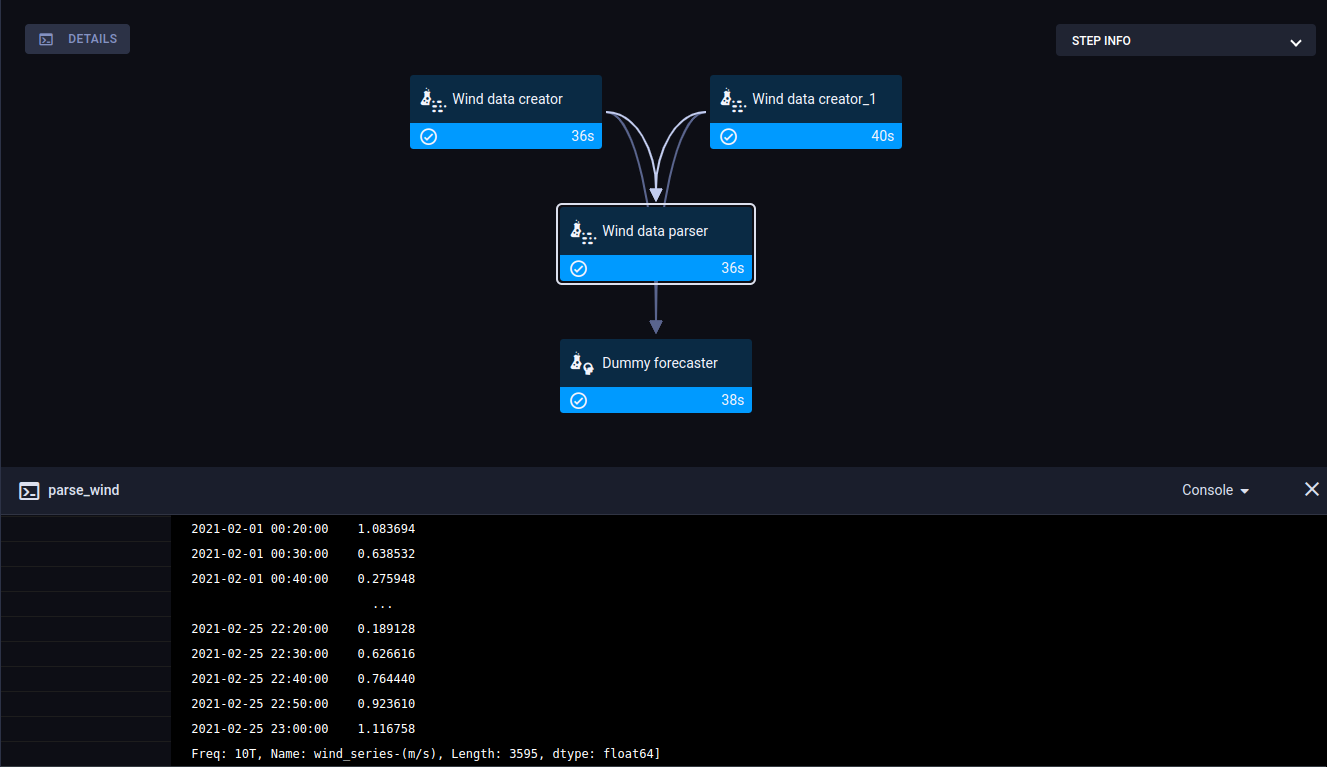 DETAILS
STEP INFO
Wind data creator
36s
Wind data creator_1
40s
Wind data parser
36s
Dummy forecaster
38s
parse_wind
Console
2021-02-01 00:20:00    1.083694
2021-02-01 00:30:00    0.638532
2021-02-01 00:40:00    0.275948
...
2021-02-25 22:20:00    0.189128
2021-02-25 22:30:00    0.626616
2021-02-25 22:40:00    0.764440
2021-02-25 22:50:00    0.923610
2021-02-25 23:00:00    1.116758
Freq: 10T, Name: wind_series-(m/s), Length: 3595, dtype: float64]